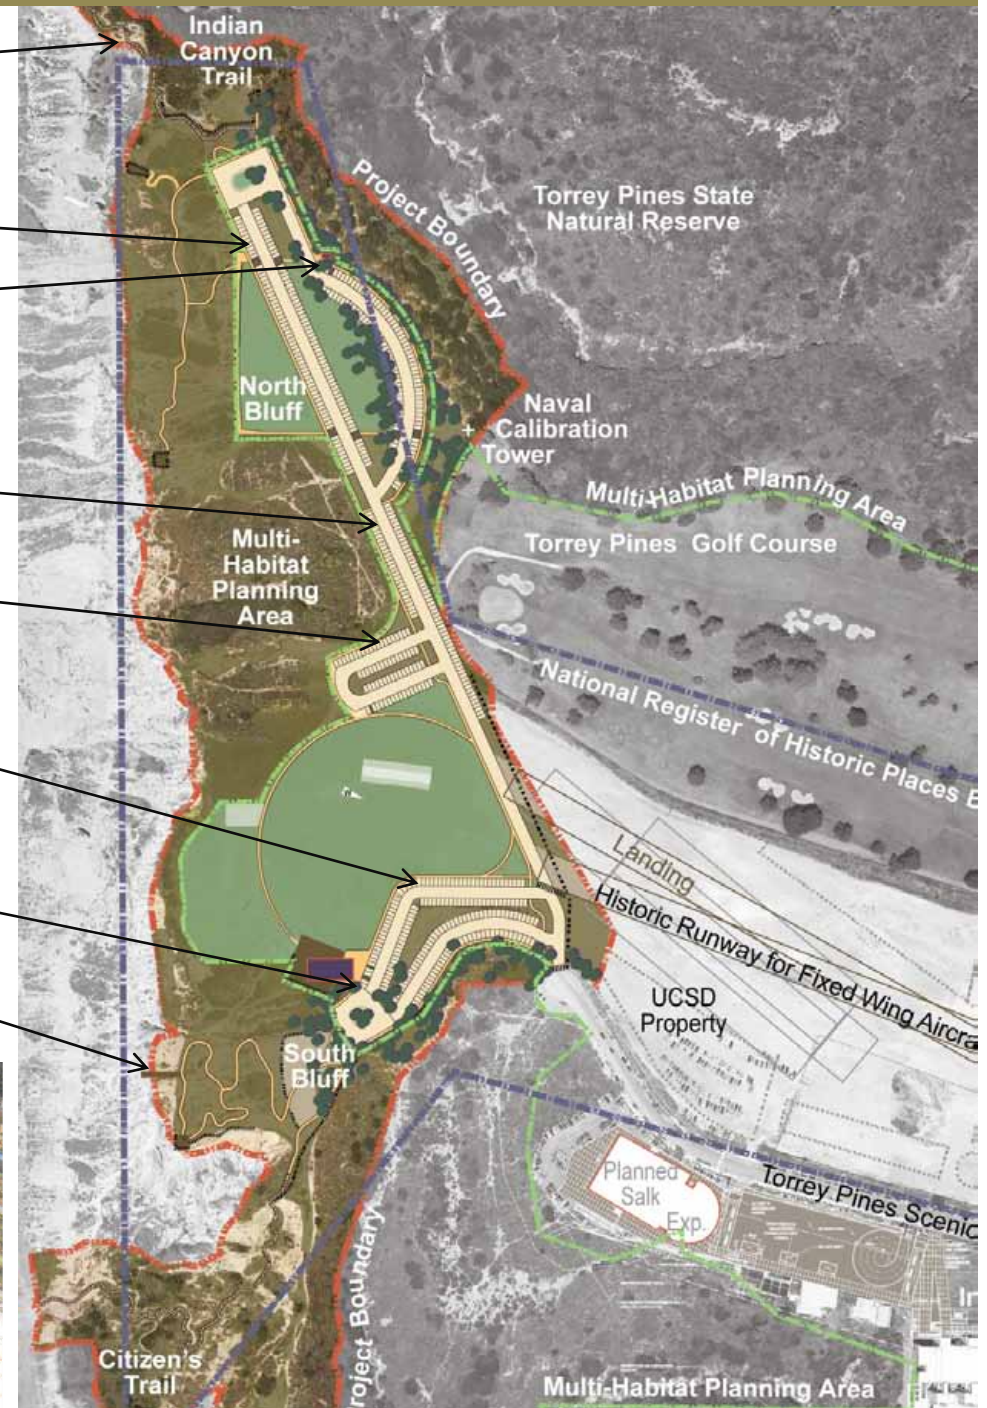 Indian
Canyon
Trail
Project Boundary
Torrey Pines State
Natural Reserve
North
Bluff
Naval
Calibration
Tower
Multi-Habitat Planning Area
Torrey Pines Golf Course
Multi-
Habitat
Planning
Area
National Register of Historic Places B
Landing
Historic Runway for Fixed Wing Aircra
UCSD
Property
South
Bluff
Planned
Salk
Exp.
Torrey Pines Scenic
In
Project Boundary
Citizen's
Trail
Multi-Habitat Planning Area